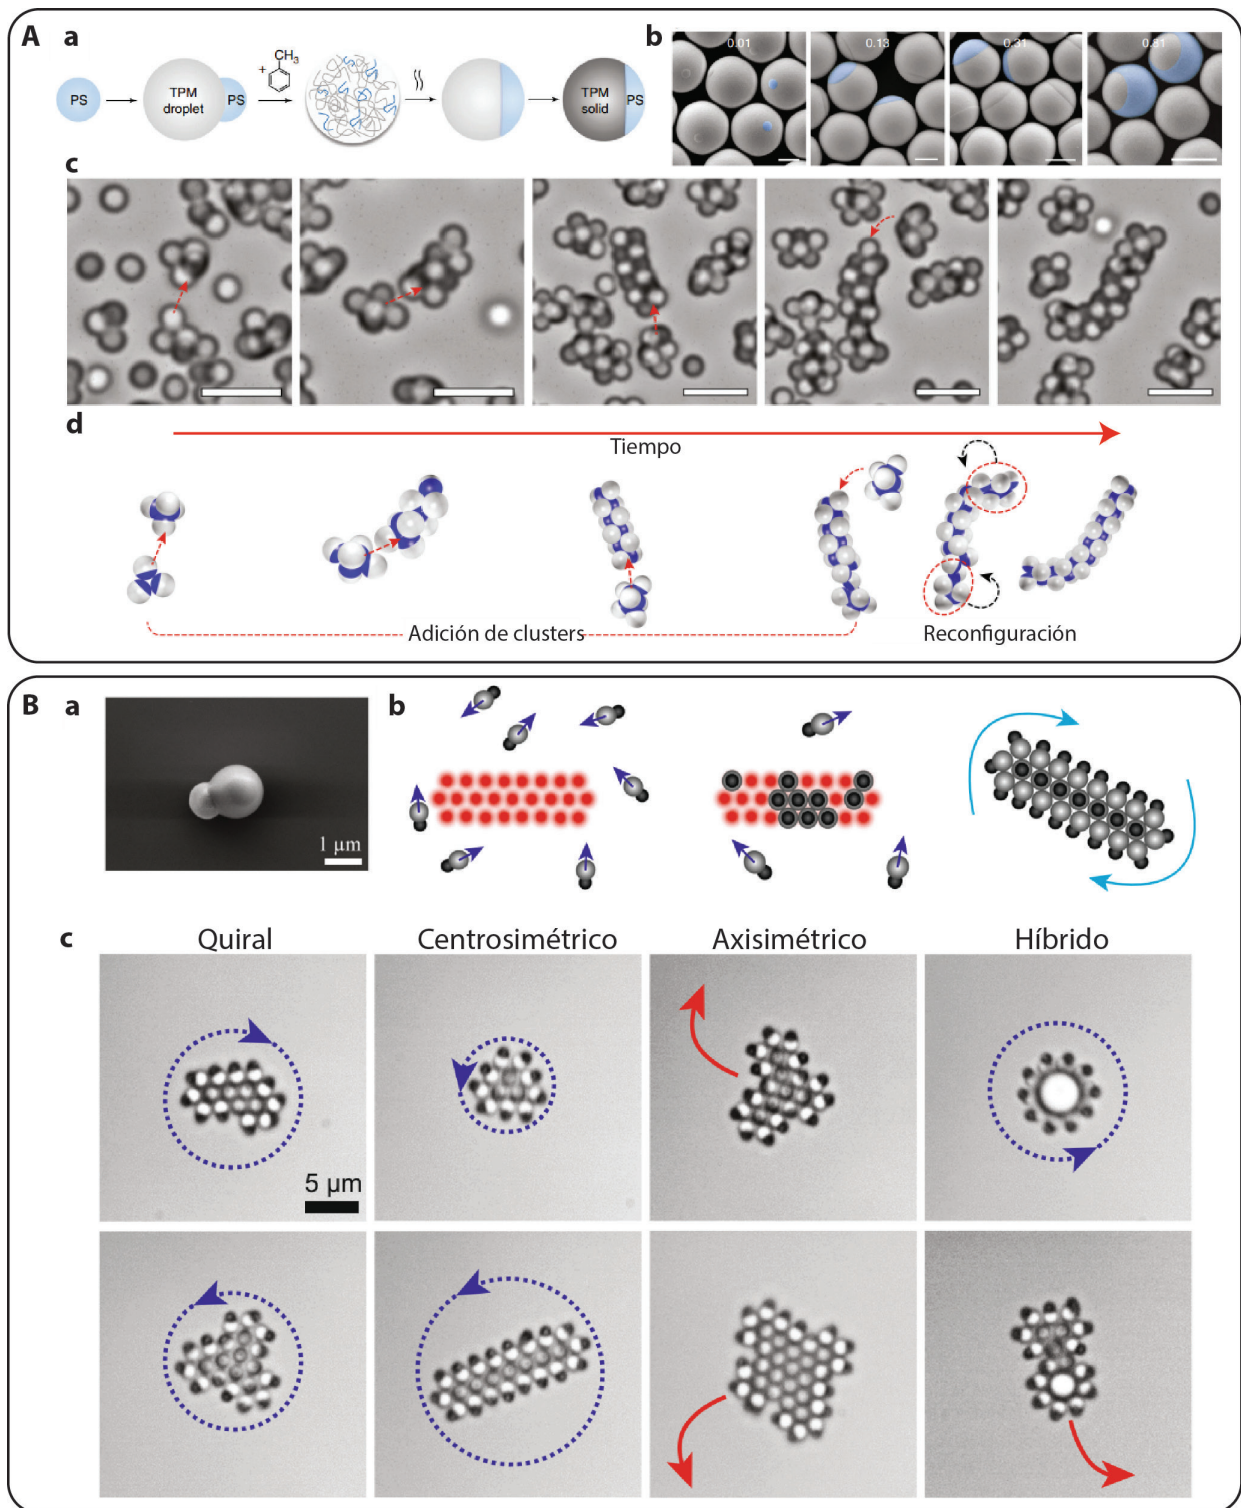 A
a
PS
TPM
droplet
PS
+
CH3
TPM
solid
PS
b
0.01
0.13
0.31
0.81
c
d
Tiempo
Adición de clusters
Reconfiguración
B
a
1 µm
b
c
Quiral
Centrosimétrico
Axisimétrico
Híbrido
5 µm